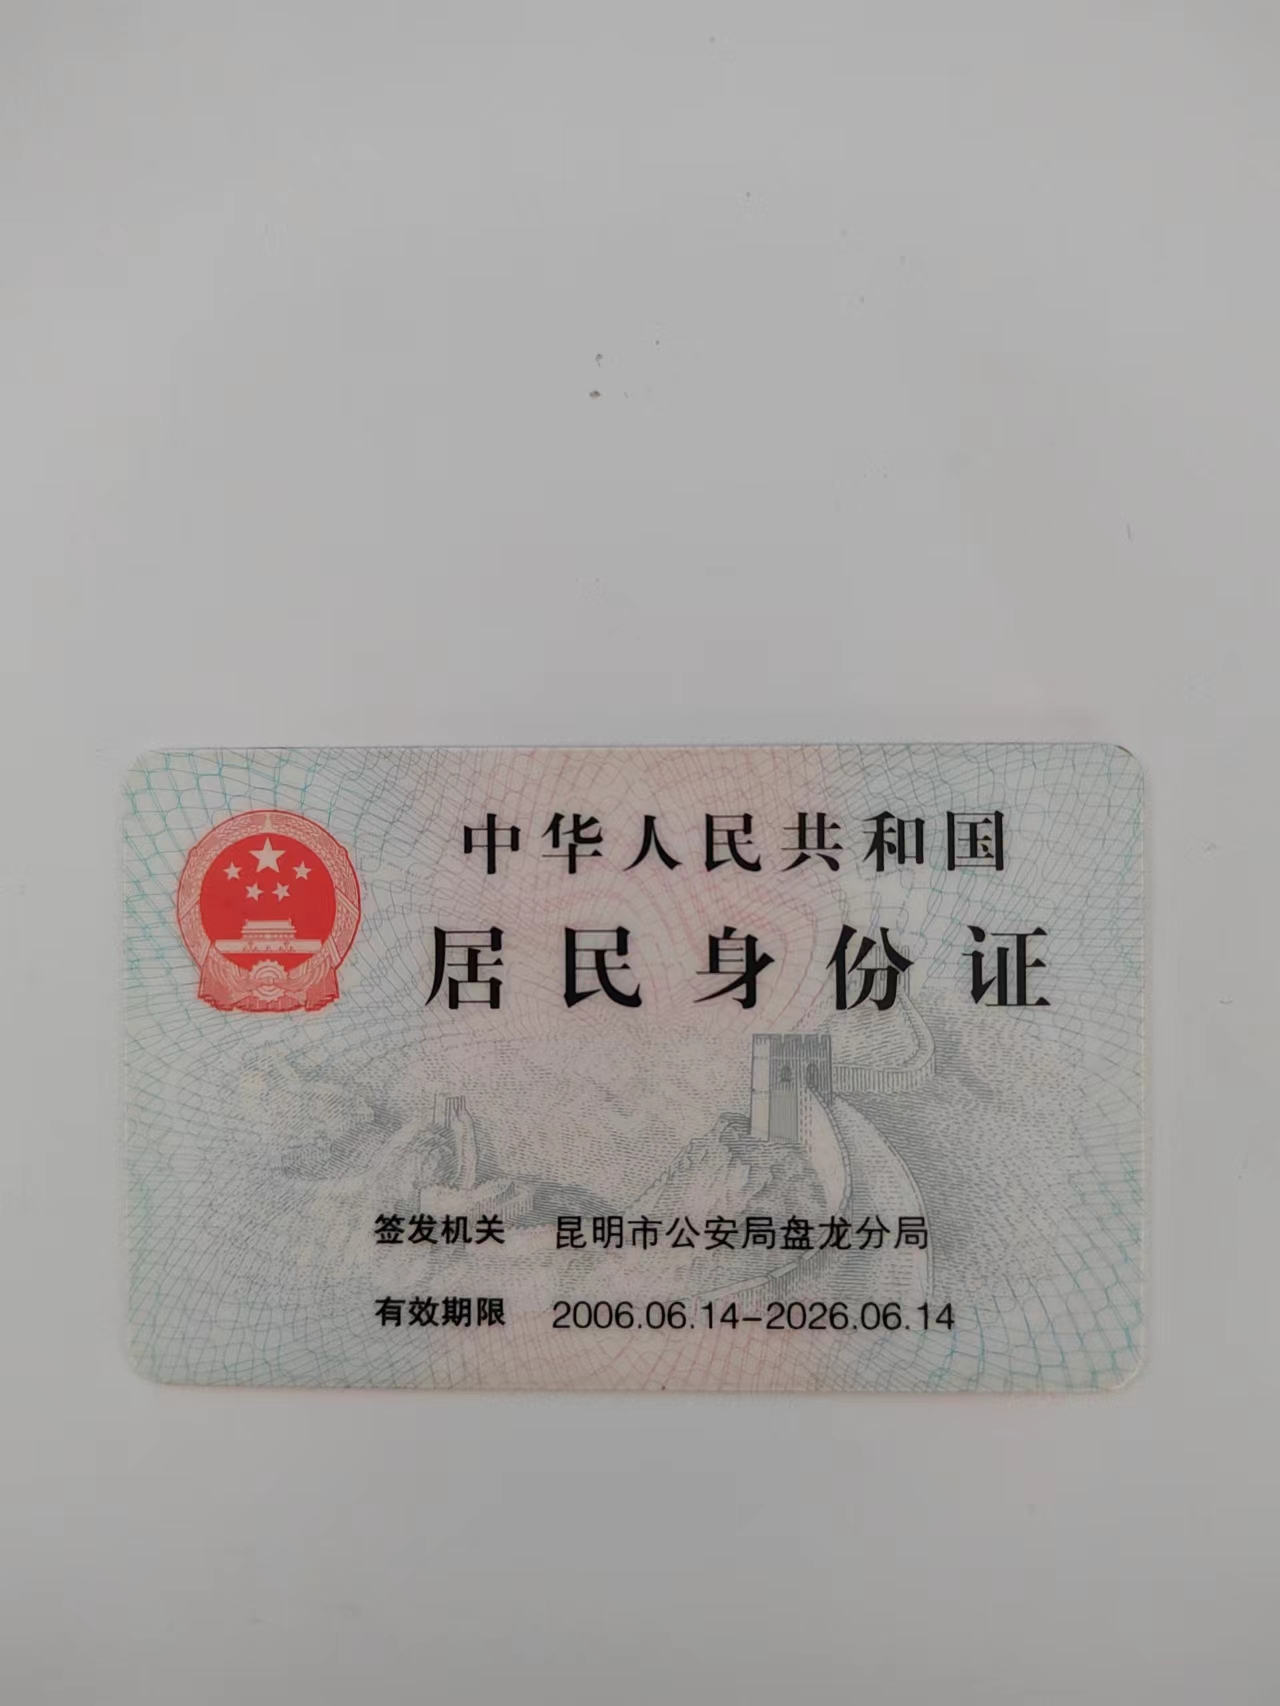 中华人民共和国
居民身份证
签发机关 昆明市公安局盘龙分局
有效期限 2006.06.14-2026.06.14